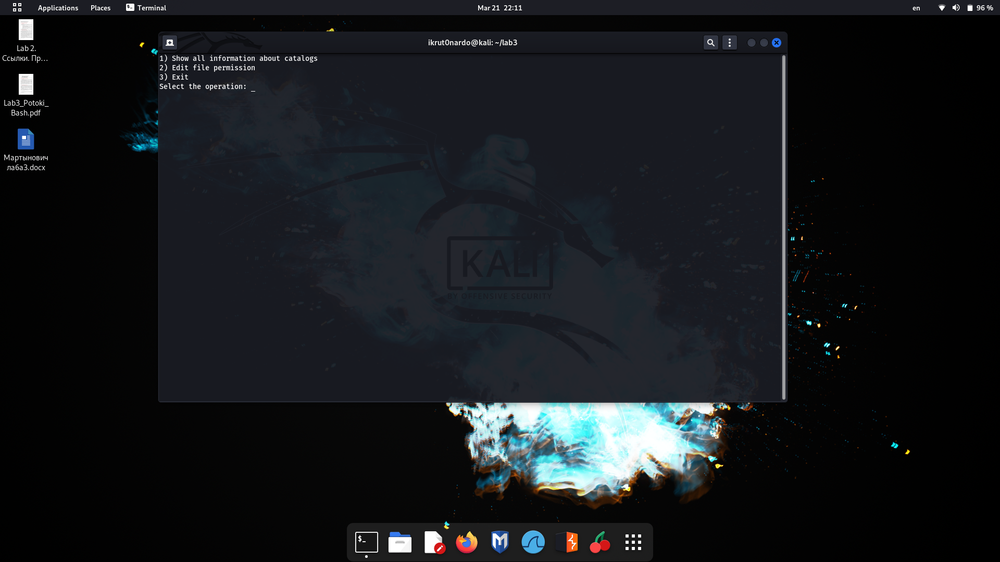 Applications Places Terminal Mar 21 22:11 en 96 %
Lab 2.
Ссылки. Пр...
Lab3_Potoki_
Bash.pdf
Мартынович
лаба3.docx
ikrut0nardo@kali: ~/lab3
1) Show all information about catalogs
2) Edit file permission
3) Exit
Select the operation: _
KALI
BY OFFENSIVE SECURITY